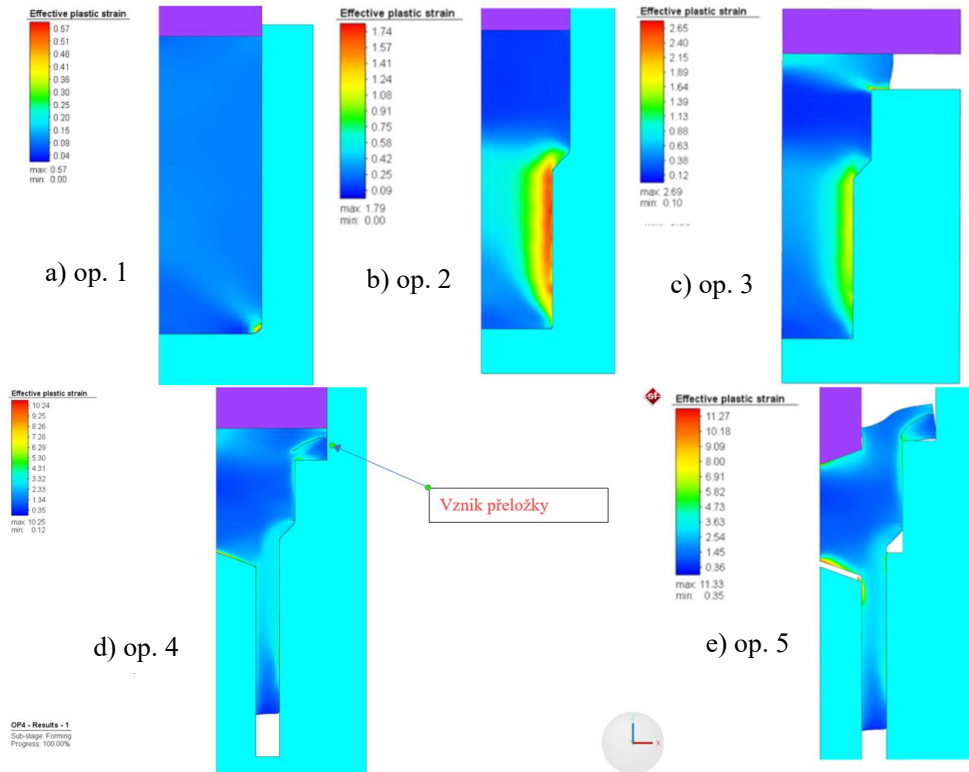 Effective plastic strain
0.57
0.51
0.46
0.41
0.36
0.30
0.25
0.20
0.15
0.09
0.04
max: 0.57
min: 0.00
a) op. 1
Effective plastic strain
1.74
1.57
1.41
1.24
1.08
0.91
0.75
0.58
0.42
0.25
0.09
max: 1.79
min: 0.00
b) op. 2
Effective plastic strain
2.65
2.40
2.15
1.89
1.64
1.39
1.13
0.88
0.63
0.38
0.12
max: 2.69
min: 0.10
c) op. 3
Effective plastic strain
10.24
9.25
8.26
7.28
6.29
5.30
4.31
3.32
2.33
1.34
0.35
max: 10.25
min: 0.12
Vznik přeložky
d) op. 4
OP4 - Results - 1
Sub-stage: Forming
Progress: 100.00%
Effective plastic strain
11.27
10.18
9.09
8.00
6.91
5.82
4.73
3.63
2.54
1.45
0.36
max: 11.33
min: 0.35
e) op. 5
z
x